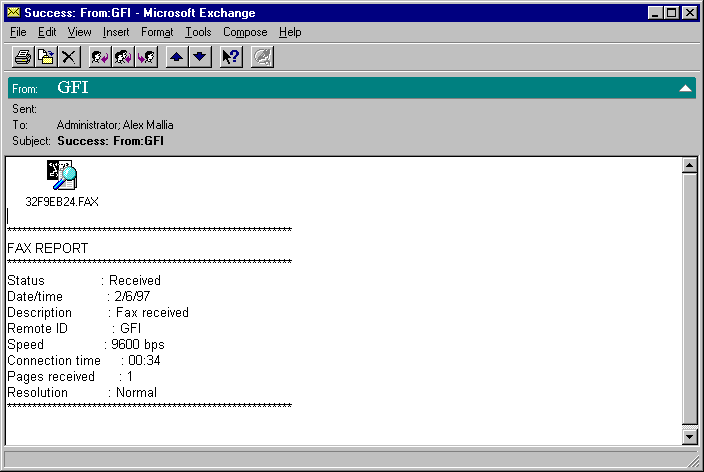 Success: From:GFI - Microsoft Exchange
File Edit View Insert Format Tools Compose Help
From: GFI
Sent:
To: Administrator; Alex Mallia
Subject: Success: From:GFI
32F9EB24.FAX
*********************************************************
FAX REPORT
*********************************************************
Status : Received
Date/time : 2/6/97
Description : Fax received
Remote ID : GFI
Speed : 9600 bps
Connection time : 00:34
Pages received : 1
Resolution : Normal
*********************************************************